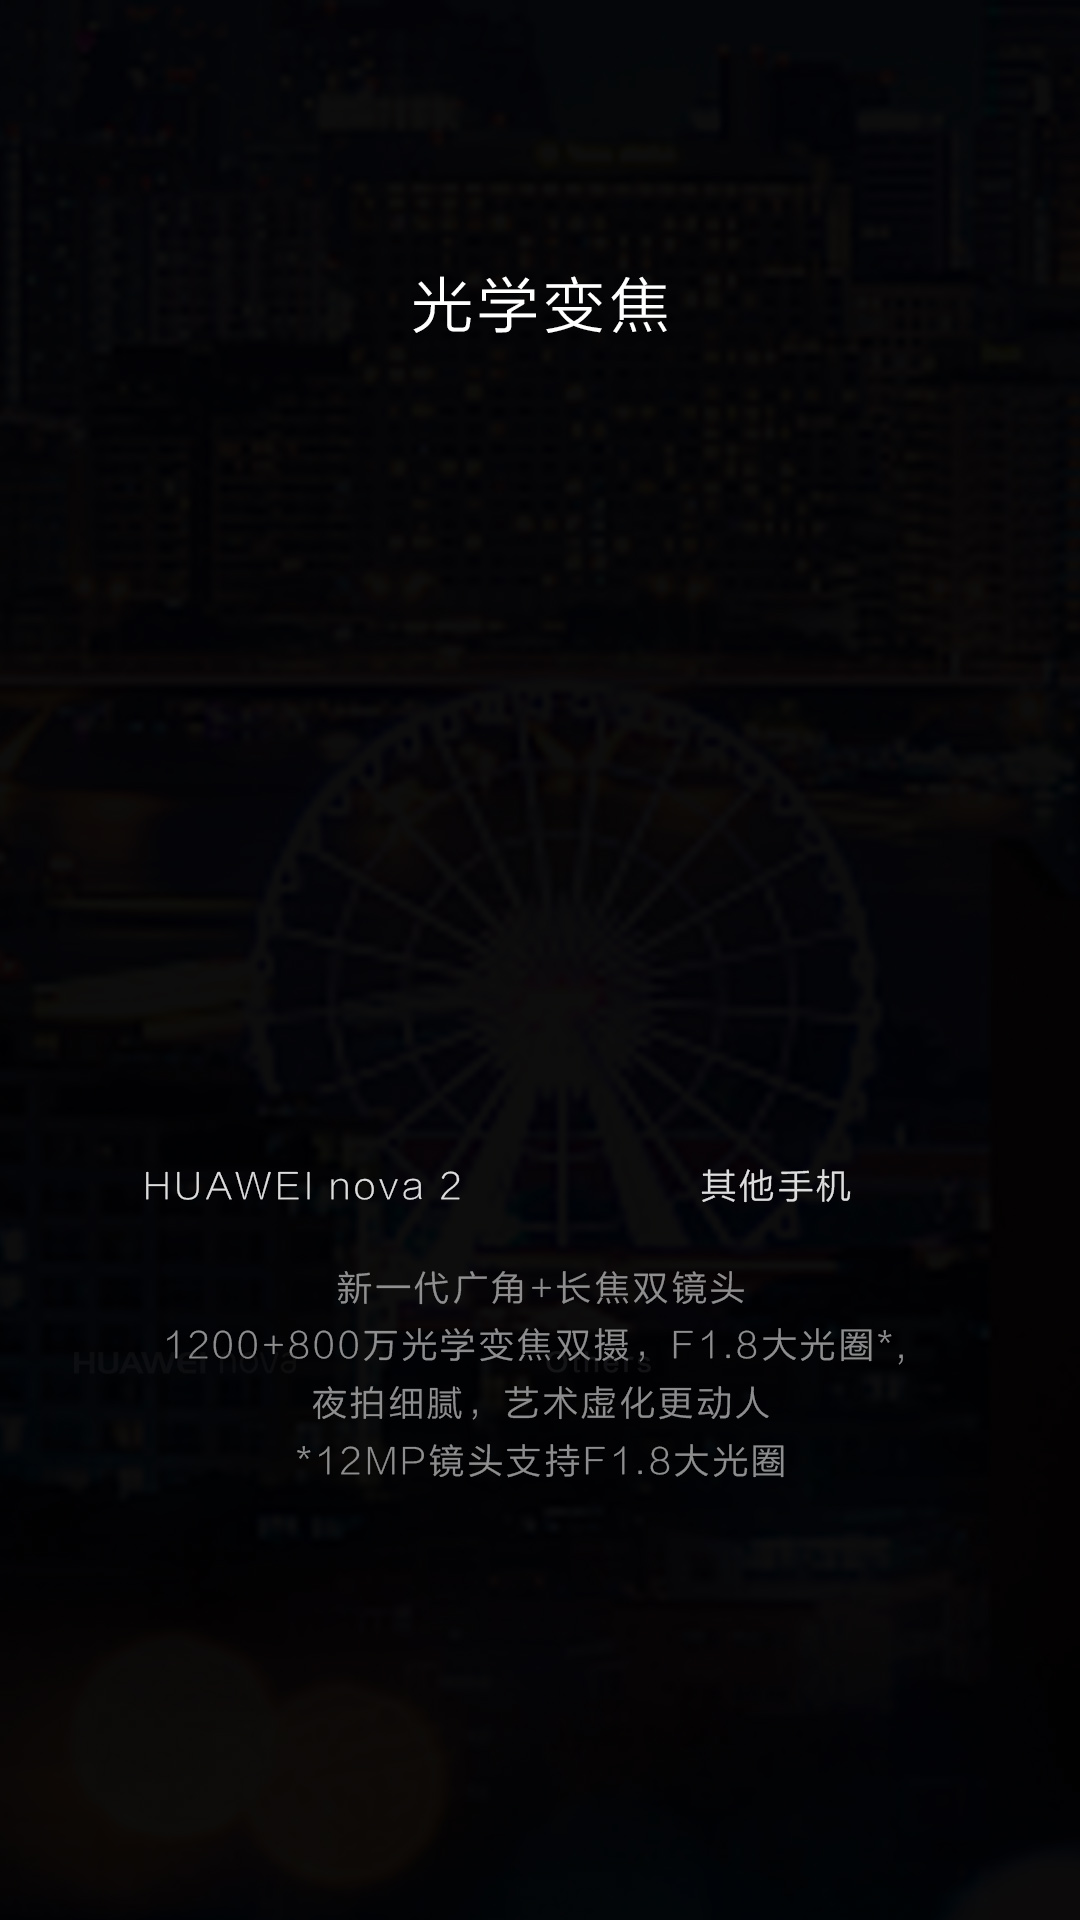 光学变焦
HUAWEI nova 2
其他手机
新一代广角+长焦双镜头
1200+800万光学变焦双摄，F1.8大光圈*，
HUAWEI nova
Others
夜拍细腻，艺术虚化更动人
*12MP镜头支持F1.8大光圈